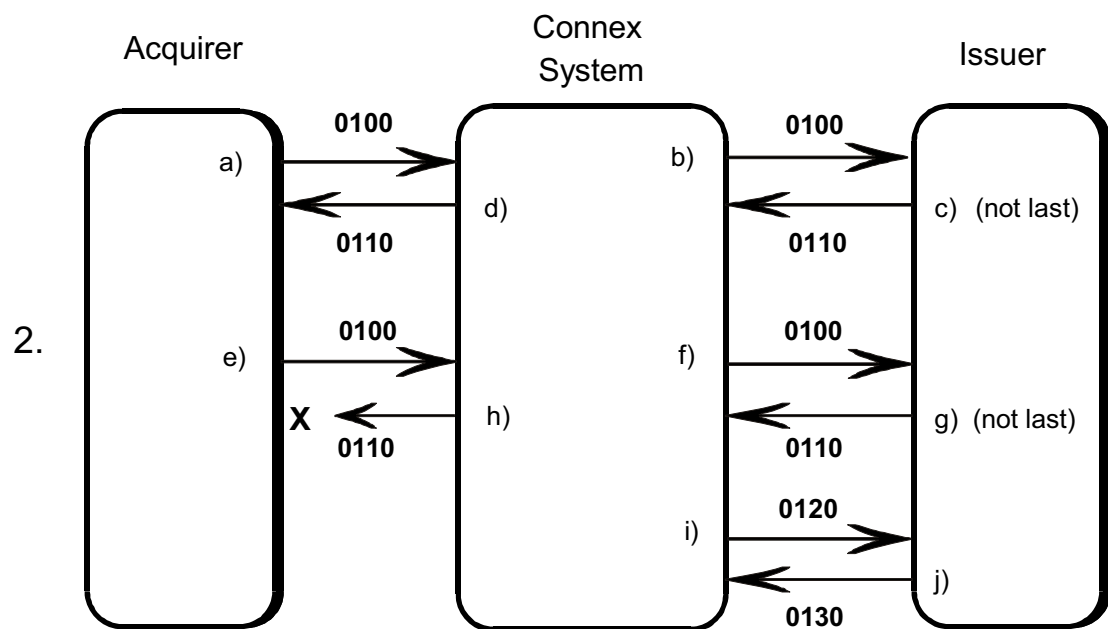 Acquirer
Connex
System
Issuer
0100
0100
a)
b)
d)
c) (not last)
0110
0110
2.
0100
0100
e)
f)
X
h)
g) (not last)
0110
0110
0120
i)
j)
0130